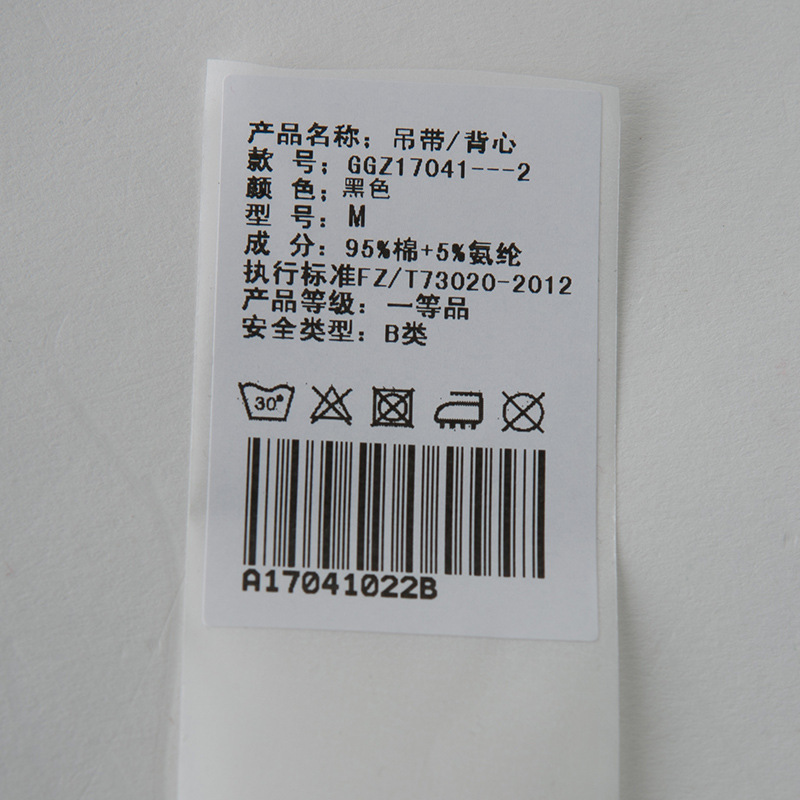 产品名称：吊带/背心
款 号：GGZ17041---2
颜 色：黑色
型 号：M
成 分：95%棉+5%氨纶
执行标准FZ/T73020-2012
产品等级：一等品
安全类型：B类
30°
A17041022B